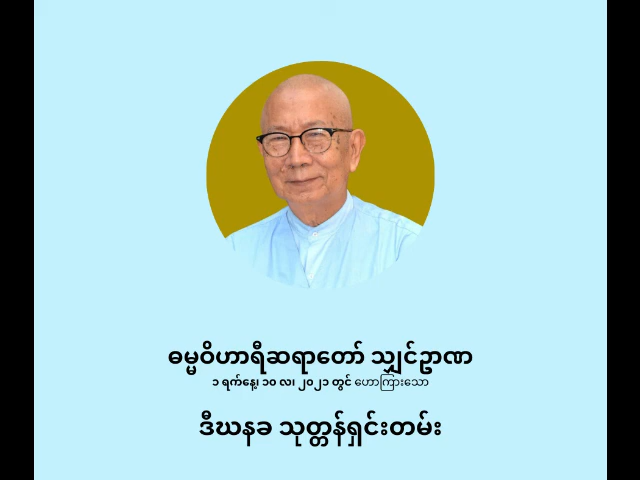 ဓမ္မဝိဟာရီဆရာတော် သျှင်ဥာဏ
၁ ရက်နေ့၊ ၁၀ လ၊ ၂၀၂၁ တွင် ဟောကြားသော
ဒီဃနခ သုတ္တန်ရှင်းတမ်း